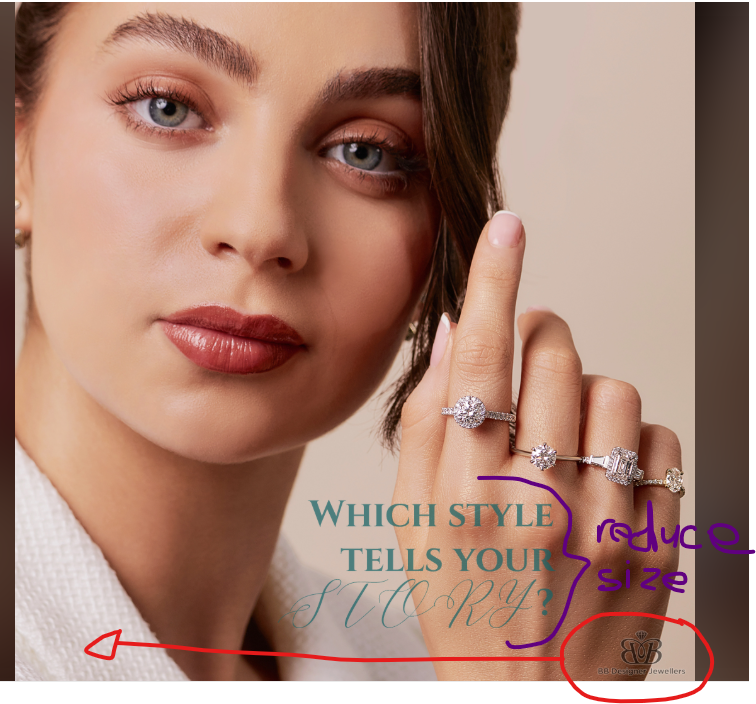 WHICH STYLE
TELLS YOUR
STORY?
reduce
size
BB Designer Jewellers